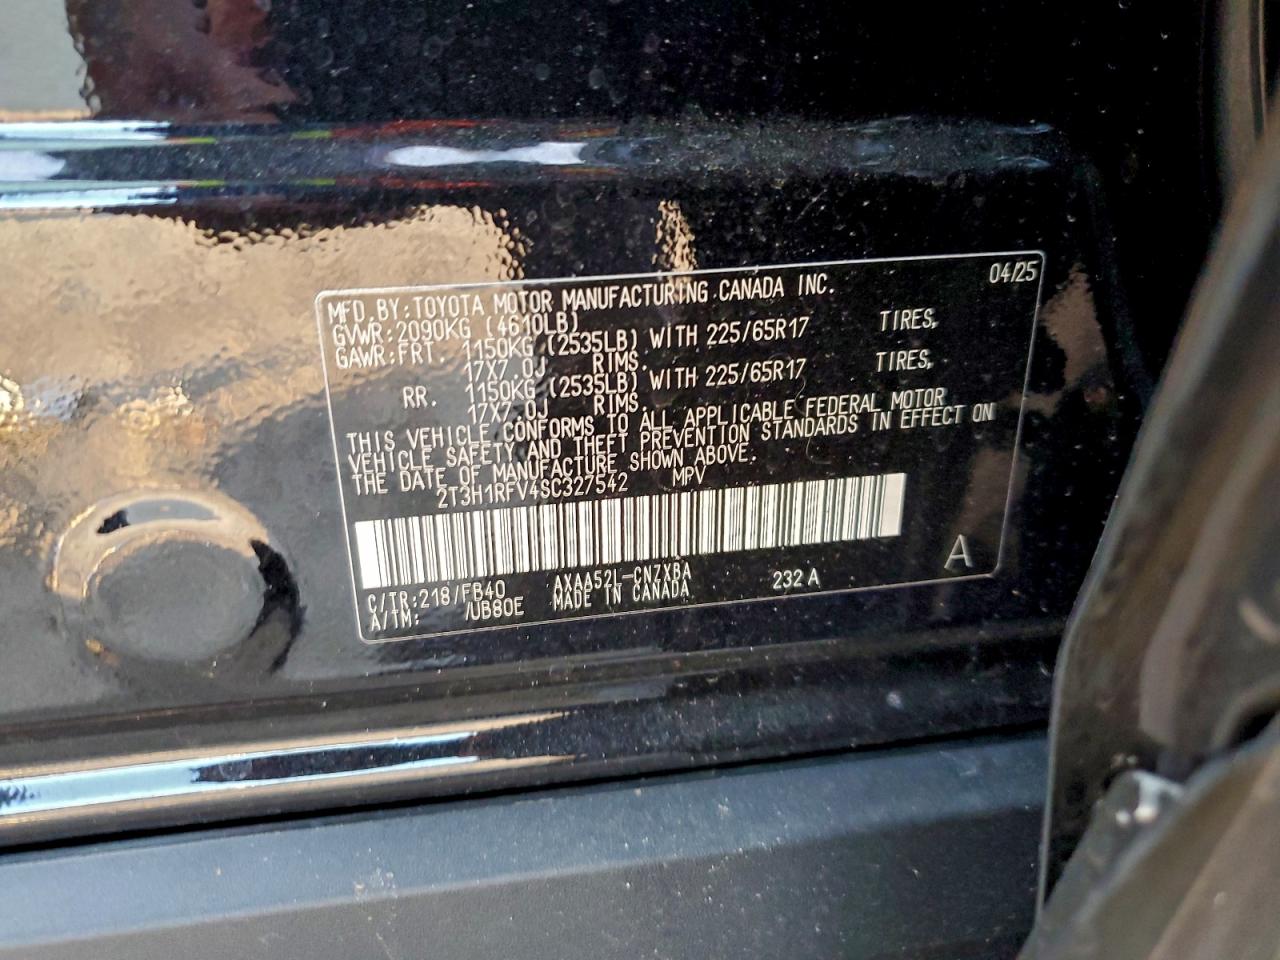 04/25
MFD.BY:TOYOTA MOTOR MANUFACTURING CANADA INC.
GVWR:2090KG (4610LB)
GAWR:FRT. 1150KG (2535LB) WITH 225/65R17 TIRES,
17X7.0J RIMS.
RR. 1150KG (2535LB) WITH 225/65R17 TIRES,
17X7.0J RIMS.
THIS VEHICLE CONFORMS TO ALL APPLICABLE FEDERAL MOTOR
VEHICLE SAFETY AND THEFT PREVENTION STANDARDS IN EFFECT ON
THE DATE OF MANUFACTURE SHOWN ABOVE.
2T3H1RFV4SC327542 MPV
C/TR:218/FB40 AXAA52L-CNZXBA 232A
A/TM: /UB80E MADE IN CANADA
A